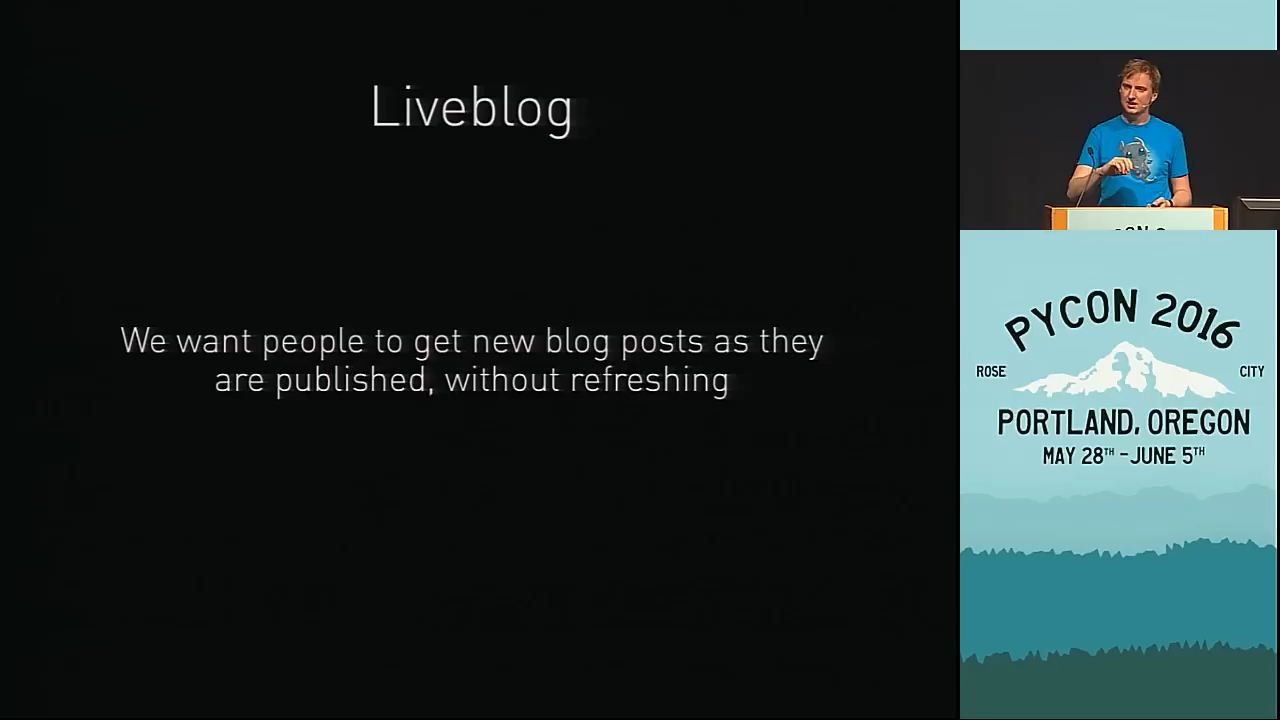 Liveblog
We want people to get new blog posts as they
are published, without refreshing
PYCON 2016
ROSE
CITY
PORTLAND, OREGON
MAY 28TH - JUNE 5TH